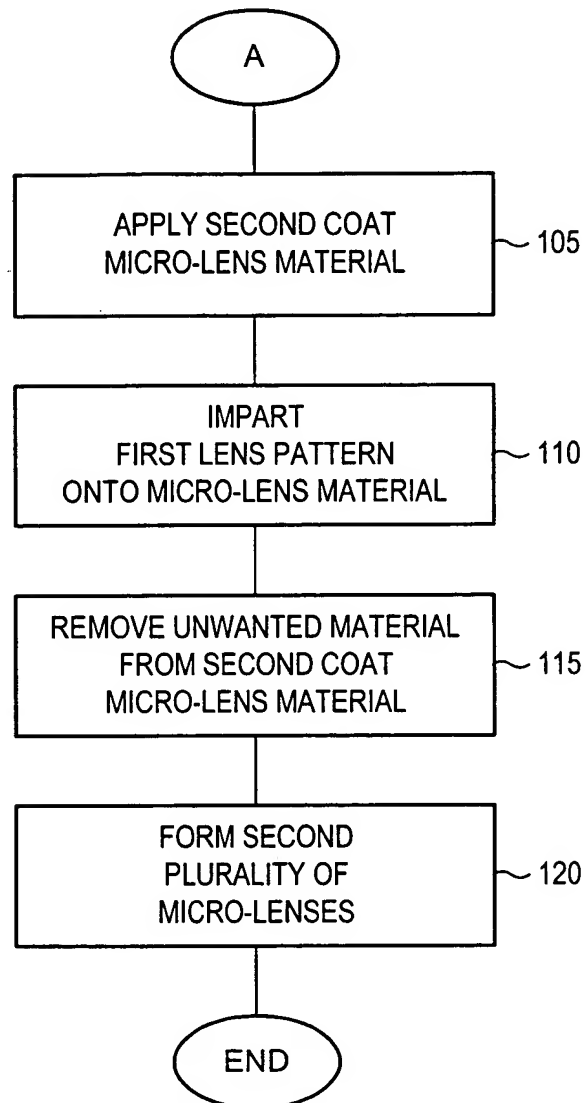 A
APPLY SECOND COAT
MICRO-LENS MATERIAL
105
IMPART
FIRST LENS PATTERN
ONTO MICRO-LENS MATERIAL
110
REMOVE UNWANTED MATERIAL
FROM SECOND COAT
MICRO-LENS MATERIAL
115
FORM SECOND
PLURALITY OF
MICRO-LENSES
120
END